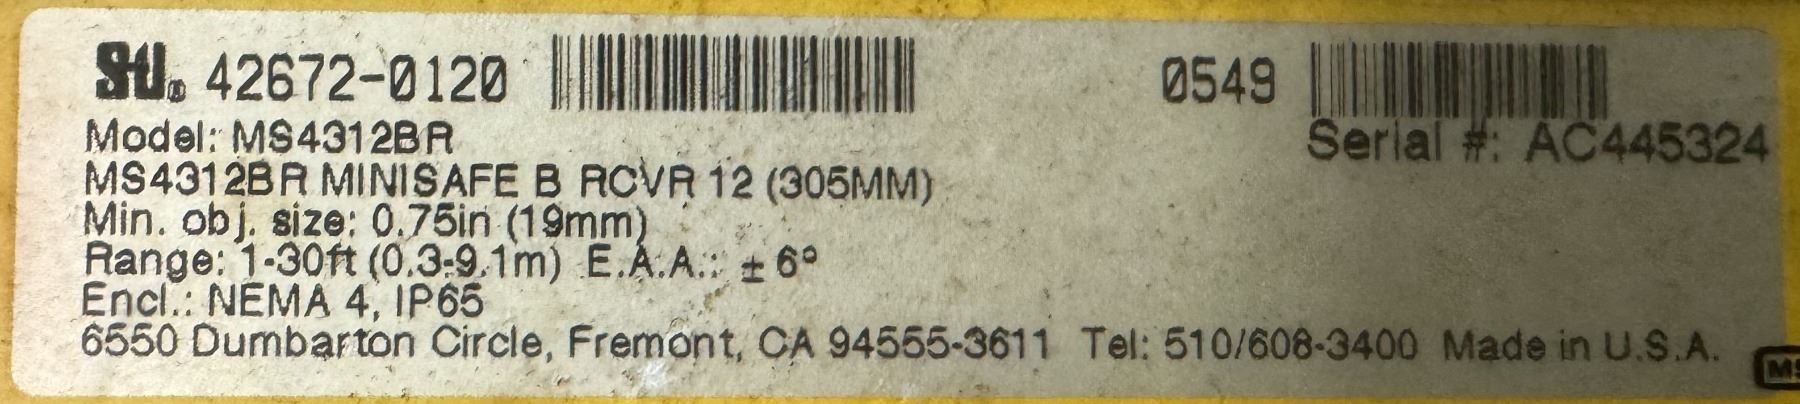 STI® 42672-0120 0549
Model: MS4312BR Serial #: AC445324
MS4312BR MINISAFE B RCVR 12 (305MM)
Min. obj. size: 0.75in (19mm)
Range: 1-30ft (0.3-9.1m) E.A.A.: ± 6°
Encl.: NEMA 4, IP65
6550 Dumbarton Circle, Fremont, CA 94555-3611 Tel: 510/608-3400 Made in U.S.A.